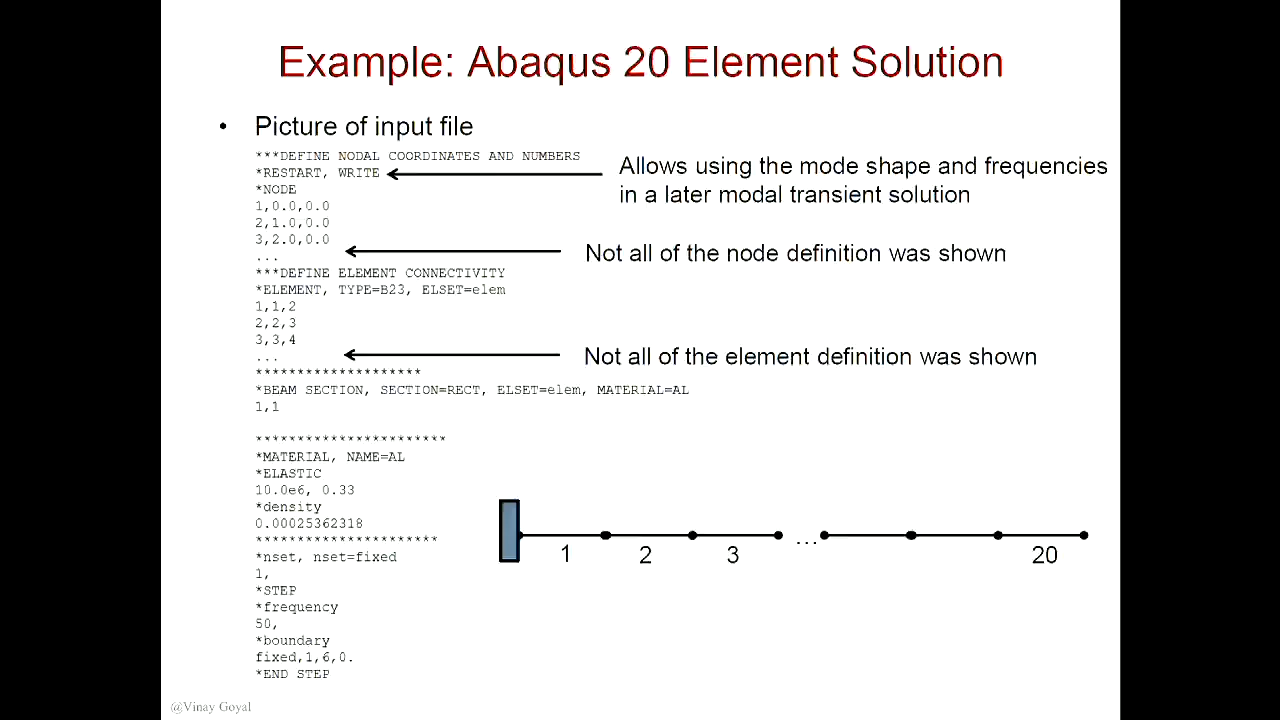 Example: Abaqus 20 Element Solution
• Picture of input file
***DEFINE NODAL COORDINATES AND NUMBERS
*RESTART, WRITE
*NODE
1,0.0,0.0
2,1.0,0.0
3,2.0,0.0
...
***DEFINE ELEMENT CONNECTIVITY
*ELEMENT, TYPE=B23, ELSET=elem
1,1,2
2,2,3
3,3,4
...
********************
*BEAM SECTION, SECTION=RECT, ELSET=elem, MATERIAL=AL
1,1
***********************
*MATERIAL, NAME=AL
*ELASTIC
10.0e6, 0.33
*density
0.00025362318
**********************
*nset, nset=fixed
1,
*STEP
*frequency
50,
*boundary
fixed,1,6,0.
*END STEP
Allows using the mode shape and frequencies
in a later modal transient solution
Not all of the node definition was shown
Not all of the element definition was shown
...
1 2 3 20
@Vinay Goyal